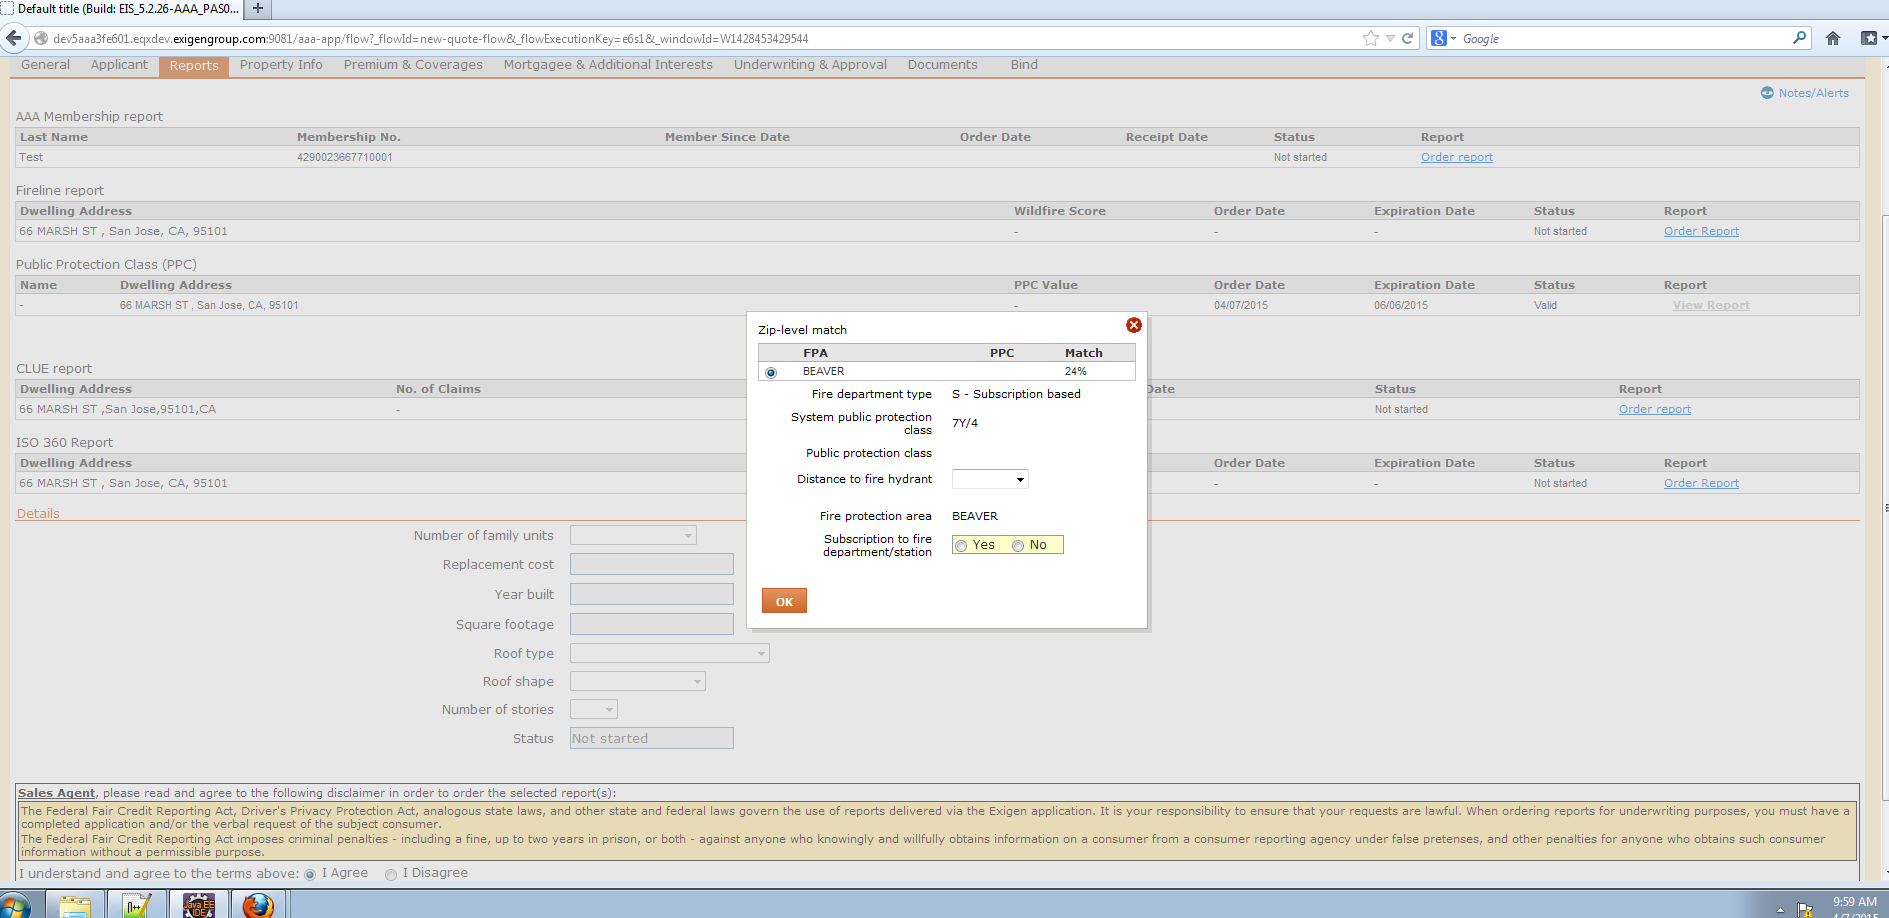 Default title (Build: EIS_5.2.26-AAA_PAS0...
dev5aaa3fe601.eqxdev.exigengroup.com:9081/aaa-app/flow?_flowId=new-quote-flow&_flowExecutionKey=e6s1&_windowId=W1428453429544
Google
General Applicant Reports Property Info Premium & Coverages Mortgagee & Additional Interests Underwriting & Approval Documents Bind
Notes/Alerts
AAA Membership report
Last Name Membership No. Member Since Date Order Date Receipt Date Status Report
Test 4290023667710001 Not started Order report
Fireline report
Dwelling Address Wildfire Score Order Date Expiration Date Status Report
66 MARSH ST , San Jose, CA, 95101 - - - Not started Order Report
Public Protection Class (PPC)
Name Dwelling Address PPC Value Order Date Expiration Date Status Report
- 66 MARSH ST , San Jose, CA, 95101 - 04/07/2015 06/06/2015 Valid View Report
Zip-level match
FPA PPC Match
BEAVER 24%
Fire department type S - Subscription based
System public protection
class 7Y/4
Public protection class
Distance to fire hydrant
Fire protection area BEAVER
Subscription to fire
department/station Yes No
OK
CLUE report
Dwelling Address No. of Claims Date Status Report
66 MARSH ST ,San Jose,95101,CA - Not started Order report
ISO 360 Report
Dwelling Address Order Date Expiration Date Status Report
66 MARSH ST , San Jose, CA, 95101 - - Not started Order Report
Details
Number of family units
Replacement cost
Year built
Square footage
Roof type
Roof shape
Number of stories
Status Not started
Sales Agent, please read and agree to the following disclaimer in order to order the selected report(s):
The Federal Fair Credit Reporting Act, Driver's Privacy Protection Act, analogous state laws, and other state and federal laws govern the use of reports delivered via the Exigen application. It is your responsibility to ensure that your requests are lawful. When ordering reports for underwriting purposes, you must have a
completed application and/or the verbal request of the subject consumer.
The Federal Fair Credit Reporting Act imposes criminal penalties - including a fine, up to two years in prison, or both - against anyone who knowingly and willfully obtains information on a consumer from a consumer reporting agency under false pretenses, and other penalties for anyone who obtains such consumer
information without a permissible purpose.
I understand and agree to the terms above: I Agree I Disagree
Java EE
IDE
9:59 AM
4/7/2015